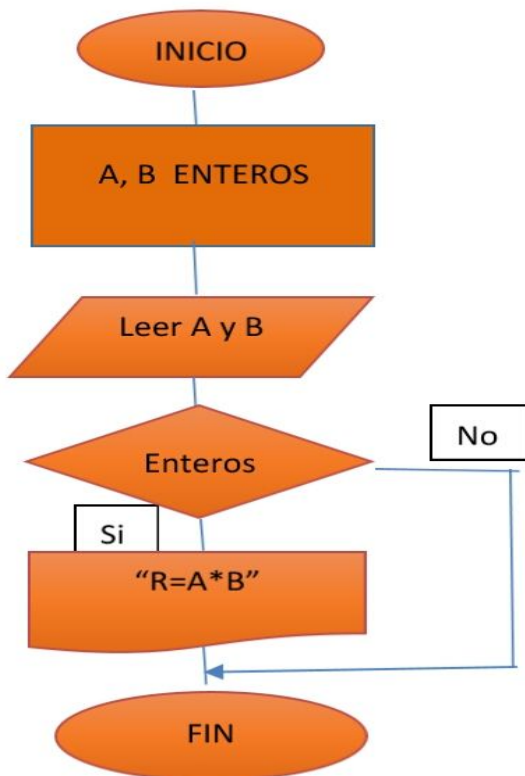 INICIO
A, B ENTEROS
Leer A y B
No
Enteros
Si
“R=A*B”
FIN